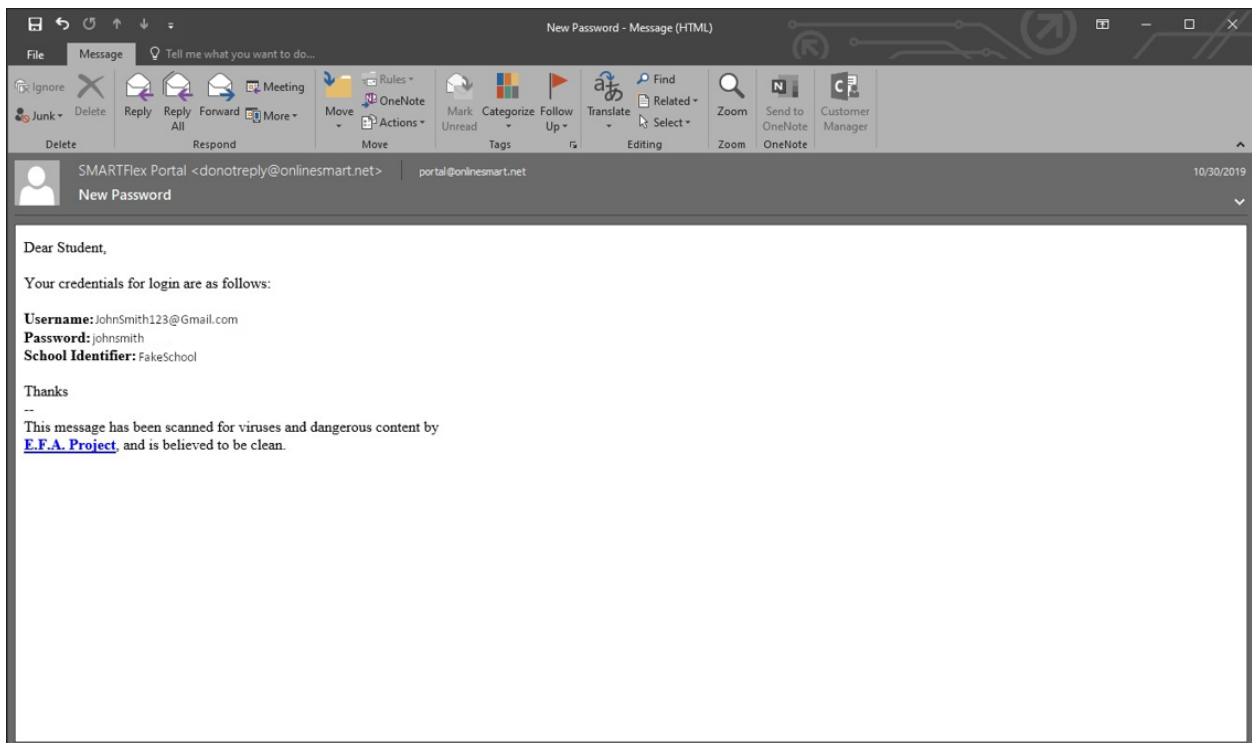 New Password - Message (HTML)
File Message Tell me what you want to do...
Ignore
Junk
Delete
Reply
Reply All
Forward
Meeting
More
Move
Rules
OneNote
Actions
Mark Unread
Categorize
Follow Up
Translate
Find
Related
Select
Zoom
Send to OneNote
Customer Manager
Delete Respond Move Tags Editing Zoom OneNote
SMARTFlex Portal <donotreply@onlinesmart.net> portal@onlinesmart.net 10/30/2019
New Password
Dear Student,
Your credentials for login are as follows:
Username: JohnSmith123@Gmail.com
Password: johnsmith
School Identifier: FakeSchool
Thanks
--
This message has been scanned for viruses and dangerous content by
E.F.A. Project, and is believed to be clean.